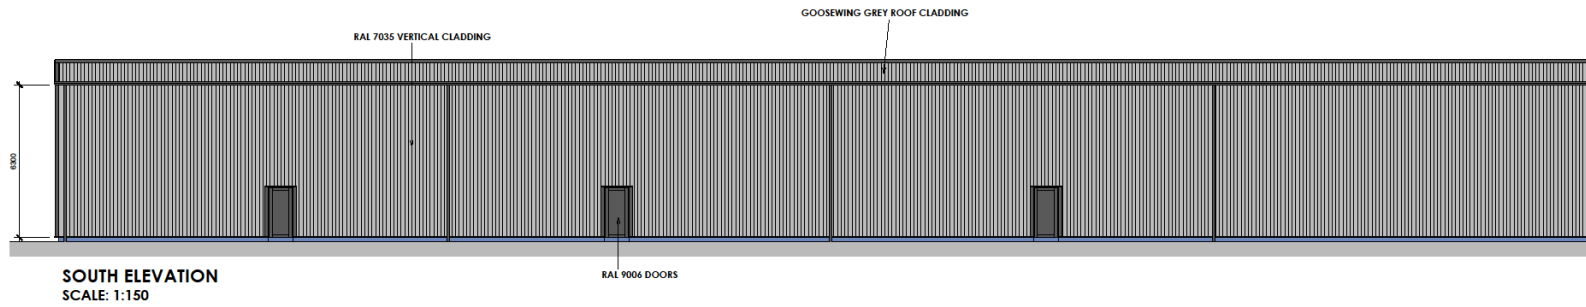 GOOSEWING GREY ROOF CLADDING
RAL 7035 VERTICAL CLADDING
6300
RAL 9006 DOORS
SOUTH ELEVATION
SCALE: 1:150